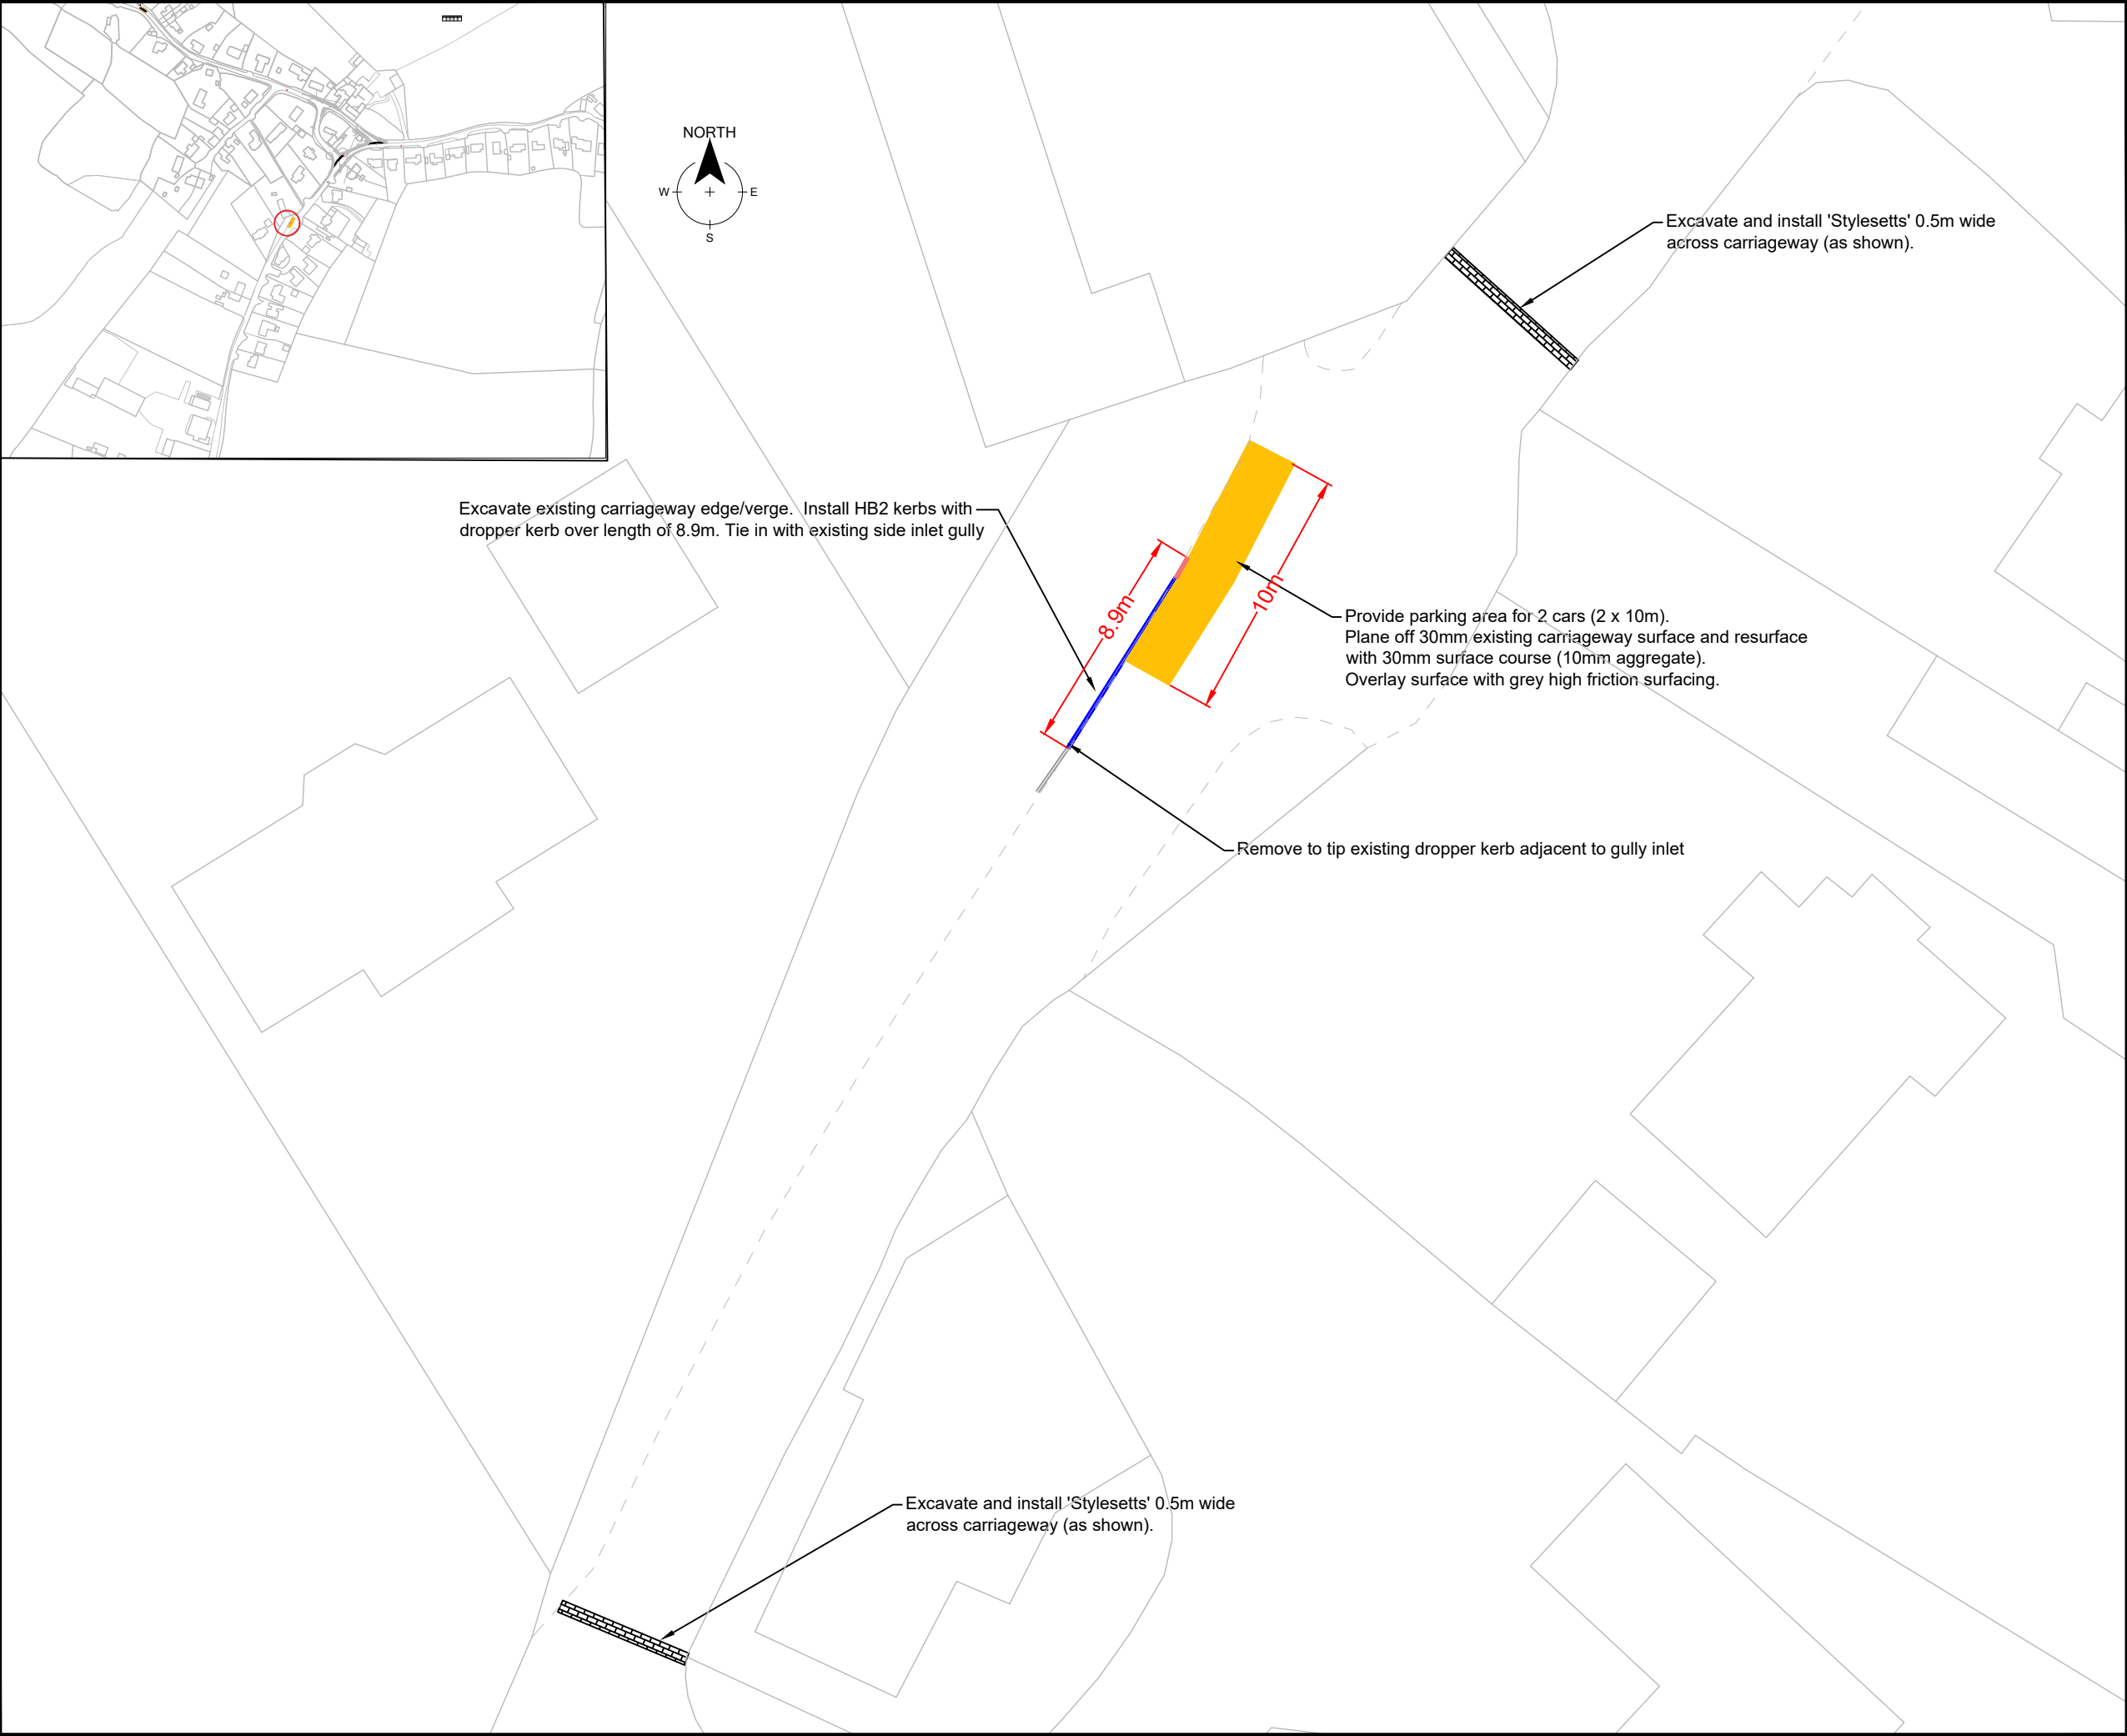 NORTH
W
E
S
Excavate and install 'Stylesetts' 0.5m wide
across carriageway (as shown).
Excavate existing carriageway edge/verge. Install HB2 kerbs with
dropper kerb over length of 8.9m. Tie in with existing side inlet gully
8.9m
10m
Provide parking area for 2 cars (2 x 10m).
Plane off 30mm existing carriageway surface and resurface
with 30mm surface course (10mm aggregate).
Overlay surface with grey high friction surfacing.
Remove to tip existing dropper kerb adjacent to gully inlet
Excavate and install 'Stylesetts' 0.5m wide
across carriageway (as shown).